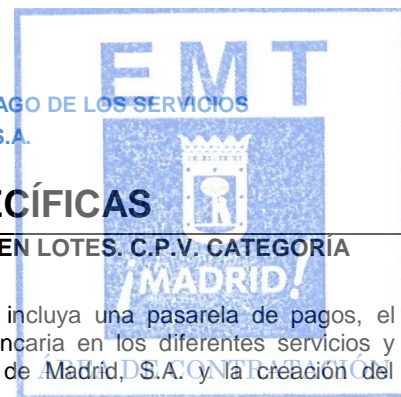 EMT
AGO DE LOS SERVICIOS
S.A.
ECÍFICAS
EN LOTES. C.P.V. CATEGORÍA
¡MADRID!
incluya una pasarela de pagos, el
ncaria en los diferentes servicios y
de Madrid, S.A. y la creación del
ÁREA DE CONTRATACIÓN